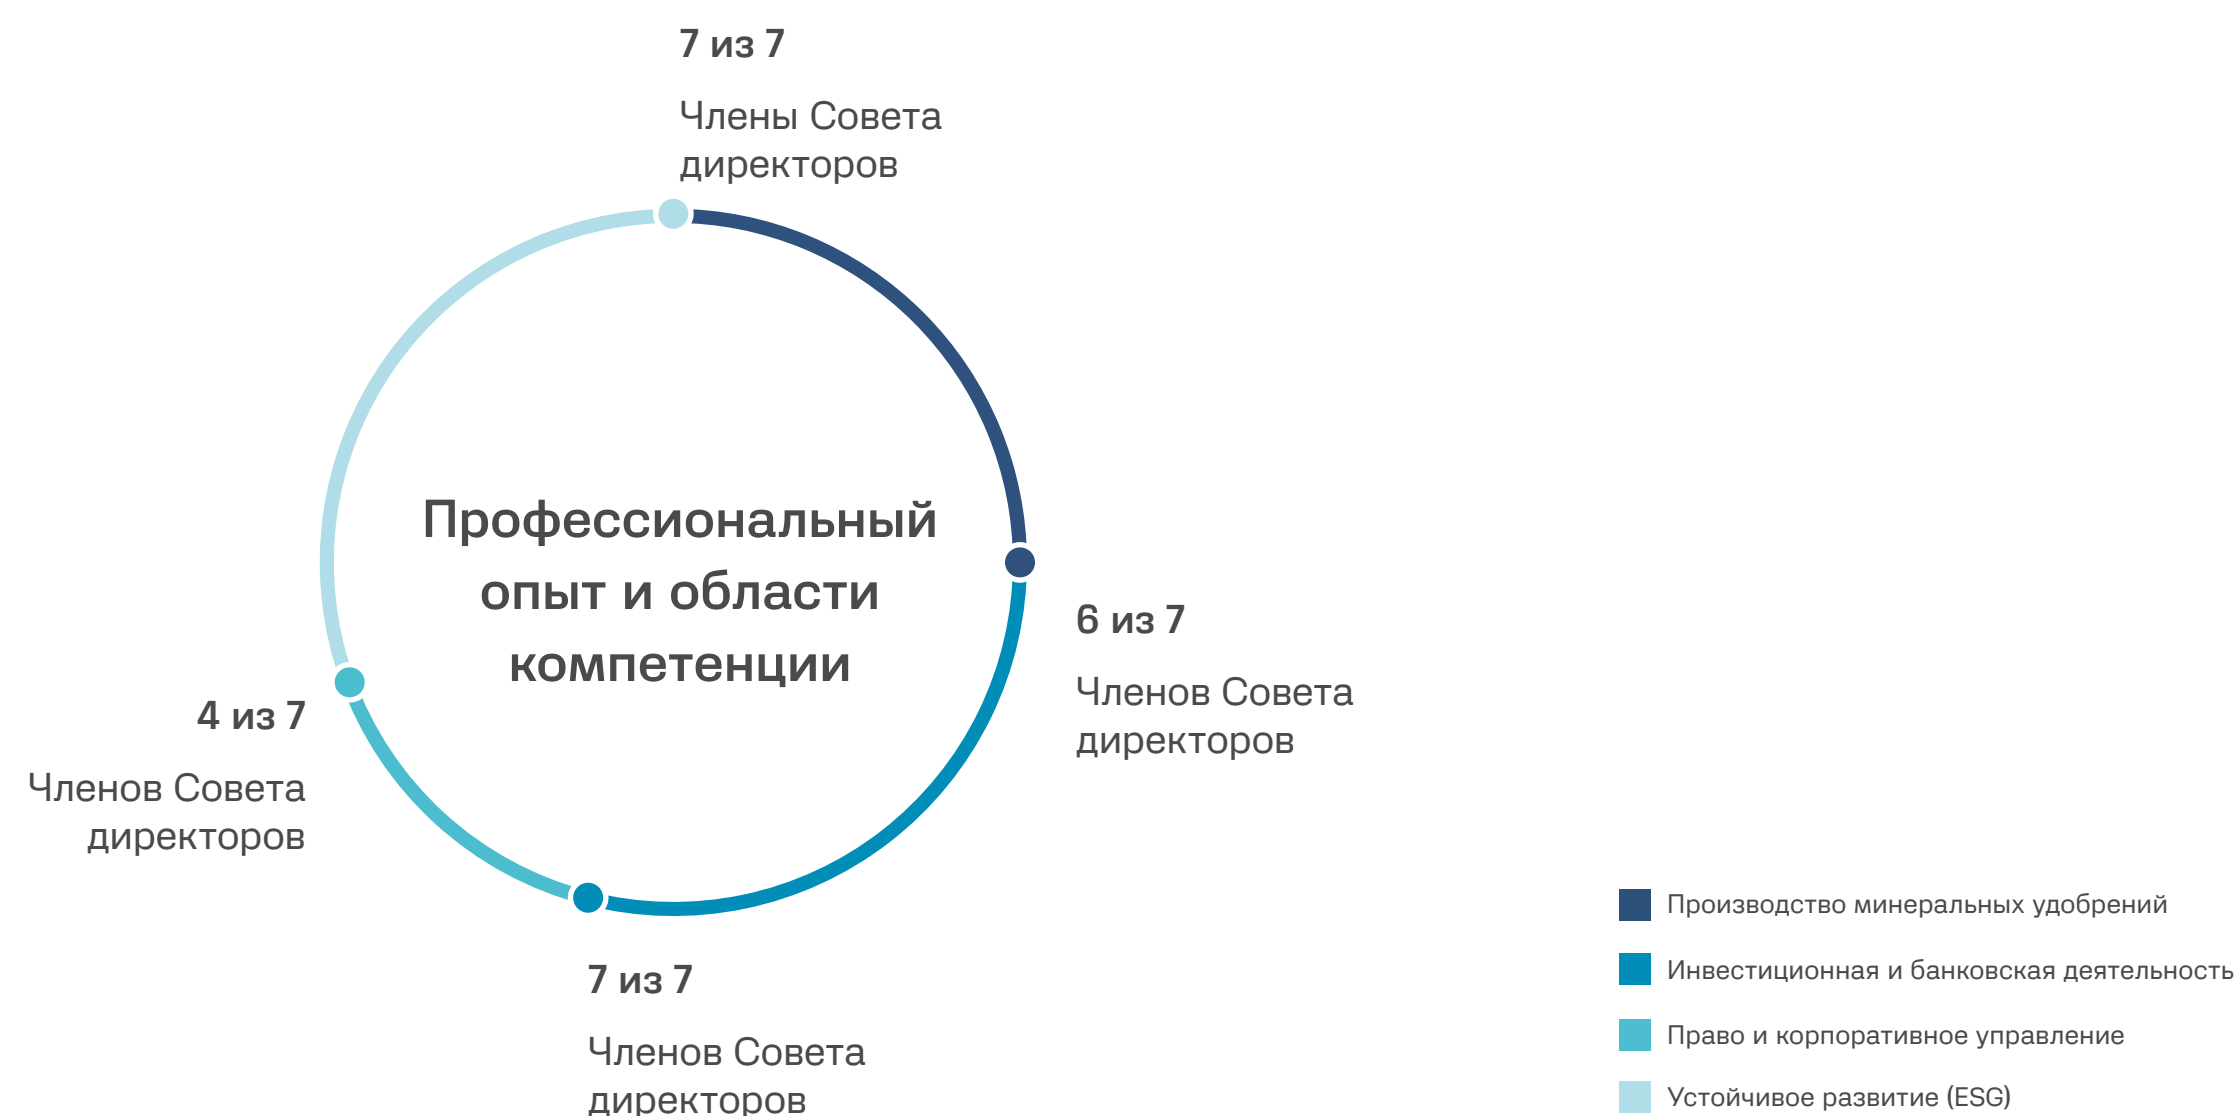 7 из 7
Члены Совета
директоров
Профессиональный
опыт и области
компетенции
6 из 7
Членов Совета
директоров
4 из 7
Членов Совета
директоров
7 из 7
Членов Совета
директоров
Производство минеральных удобрений
Инвестиционная и банковская деятельность
Право и корпоративное управление
Устойчивое развитие (ESG)